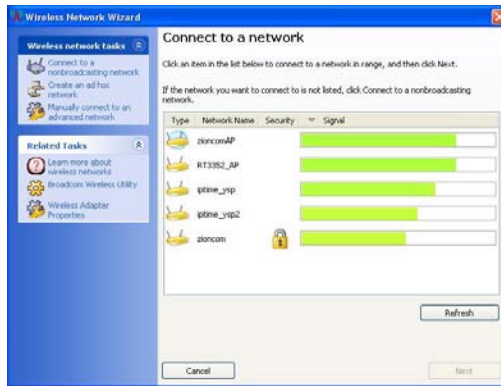 Wireless Network Wizard
Wireless network tasks
Connect to a
nonbroadcasting network
Create an ad hoc
network
Manually connect to an
advanced network
Related Tasks
Learn more about
wireless networks
Broadcom Wireless Utility
Wireless Adapter
Properties
Connect to a network
Click an item in the list below to connect to a network in range, and then click Next.
If the network you want to connect to is not listed, click Connect to a nonbroadcasting
network.
Type Network Name Security Signal
zioncomAP
RT3352_AP
iptime_ysp
iptime_ysp2
zioncom
Refresh
Cancel Next